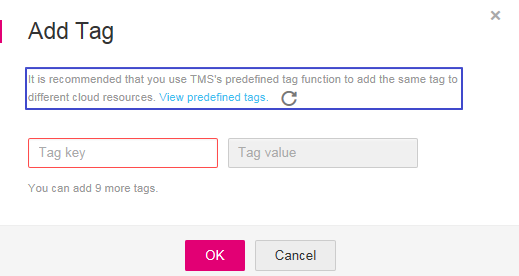 Add Tag
It is recommended that you use TMS's predefined tag function to add the same tag to
different cloud resources. View predefined tags.
Tag key Tag value
You can add 9 more tags.
OK Cancel